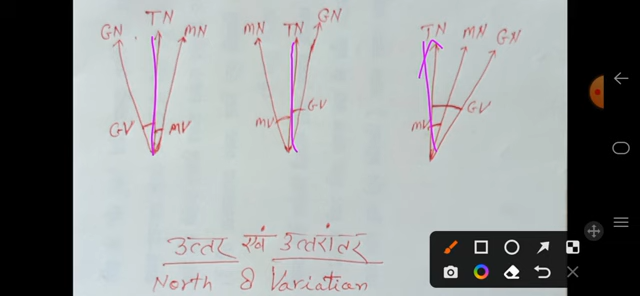 GN TN MN
MN TN GN
TN MN GN
GV MV
MV GV
MV GV
उत्तर एवं उत्तरांतर
North & Variation